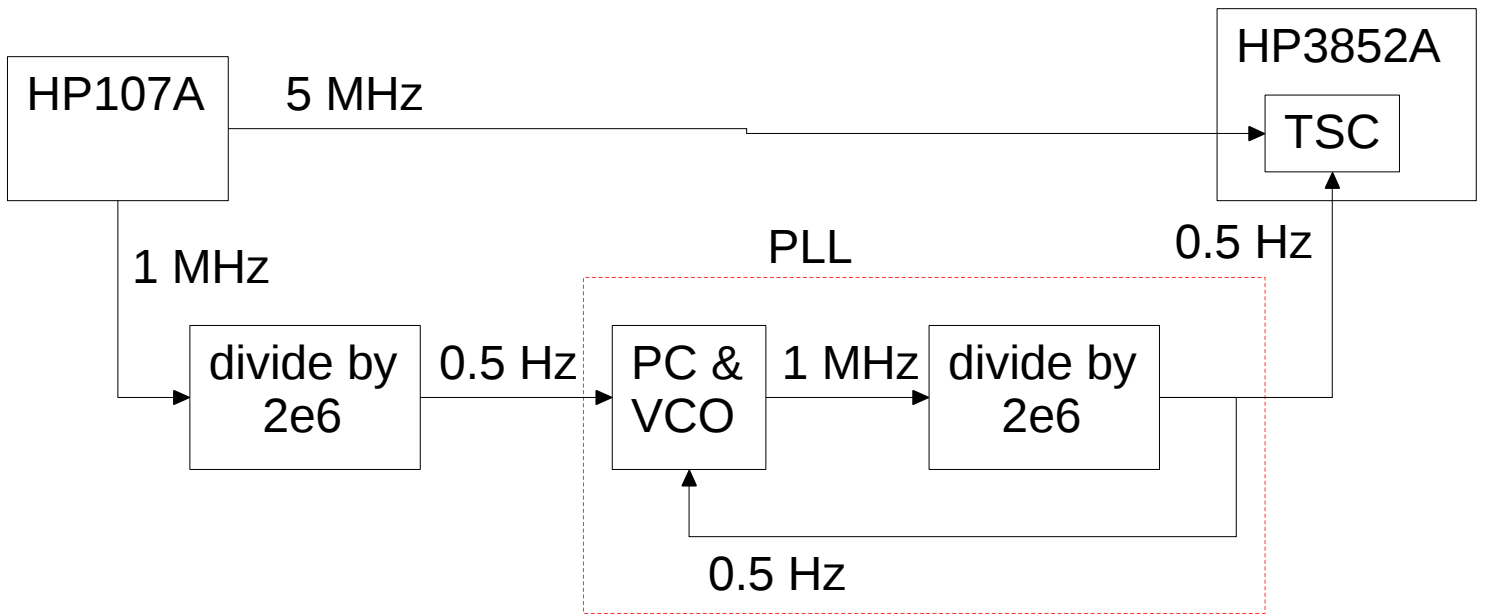 HP3852A
HP107A
5 MHz
TSC
PLL
0.5 Hz
1 MHz
divide by
2e6
0.5 Hz
PC &
VCO
1 MHz
divide by
2e6
0.5 Hz